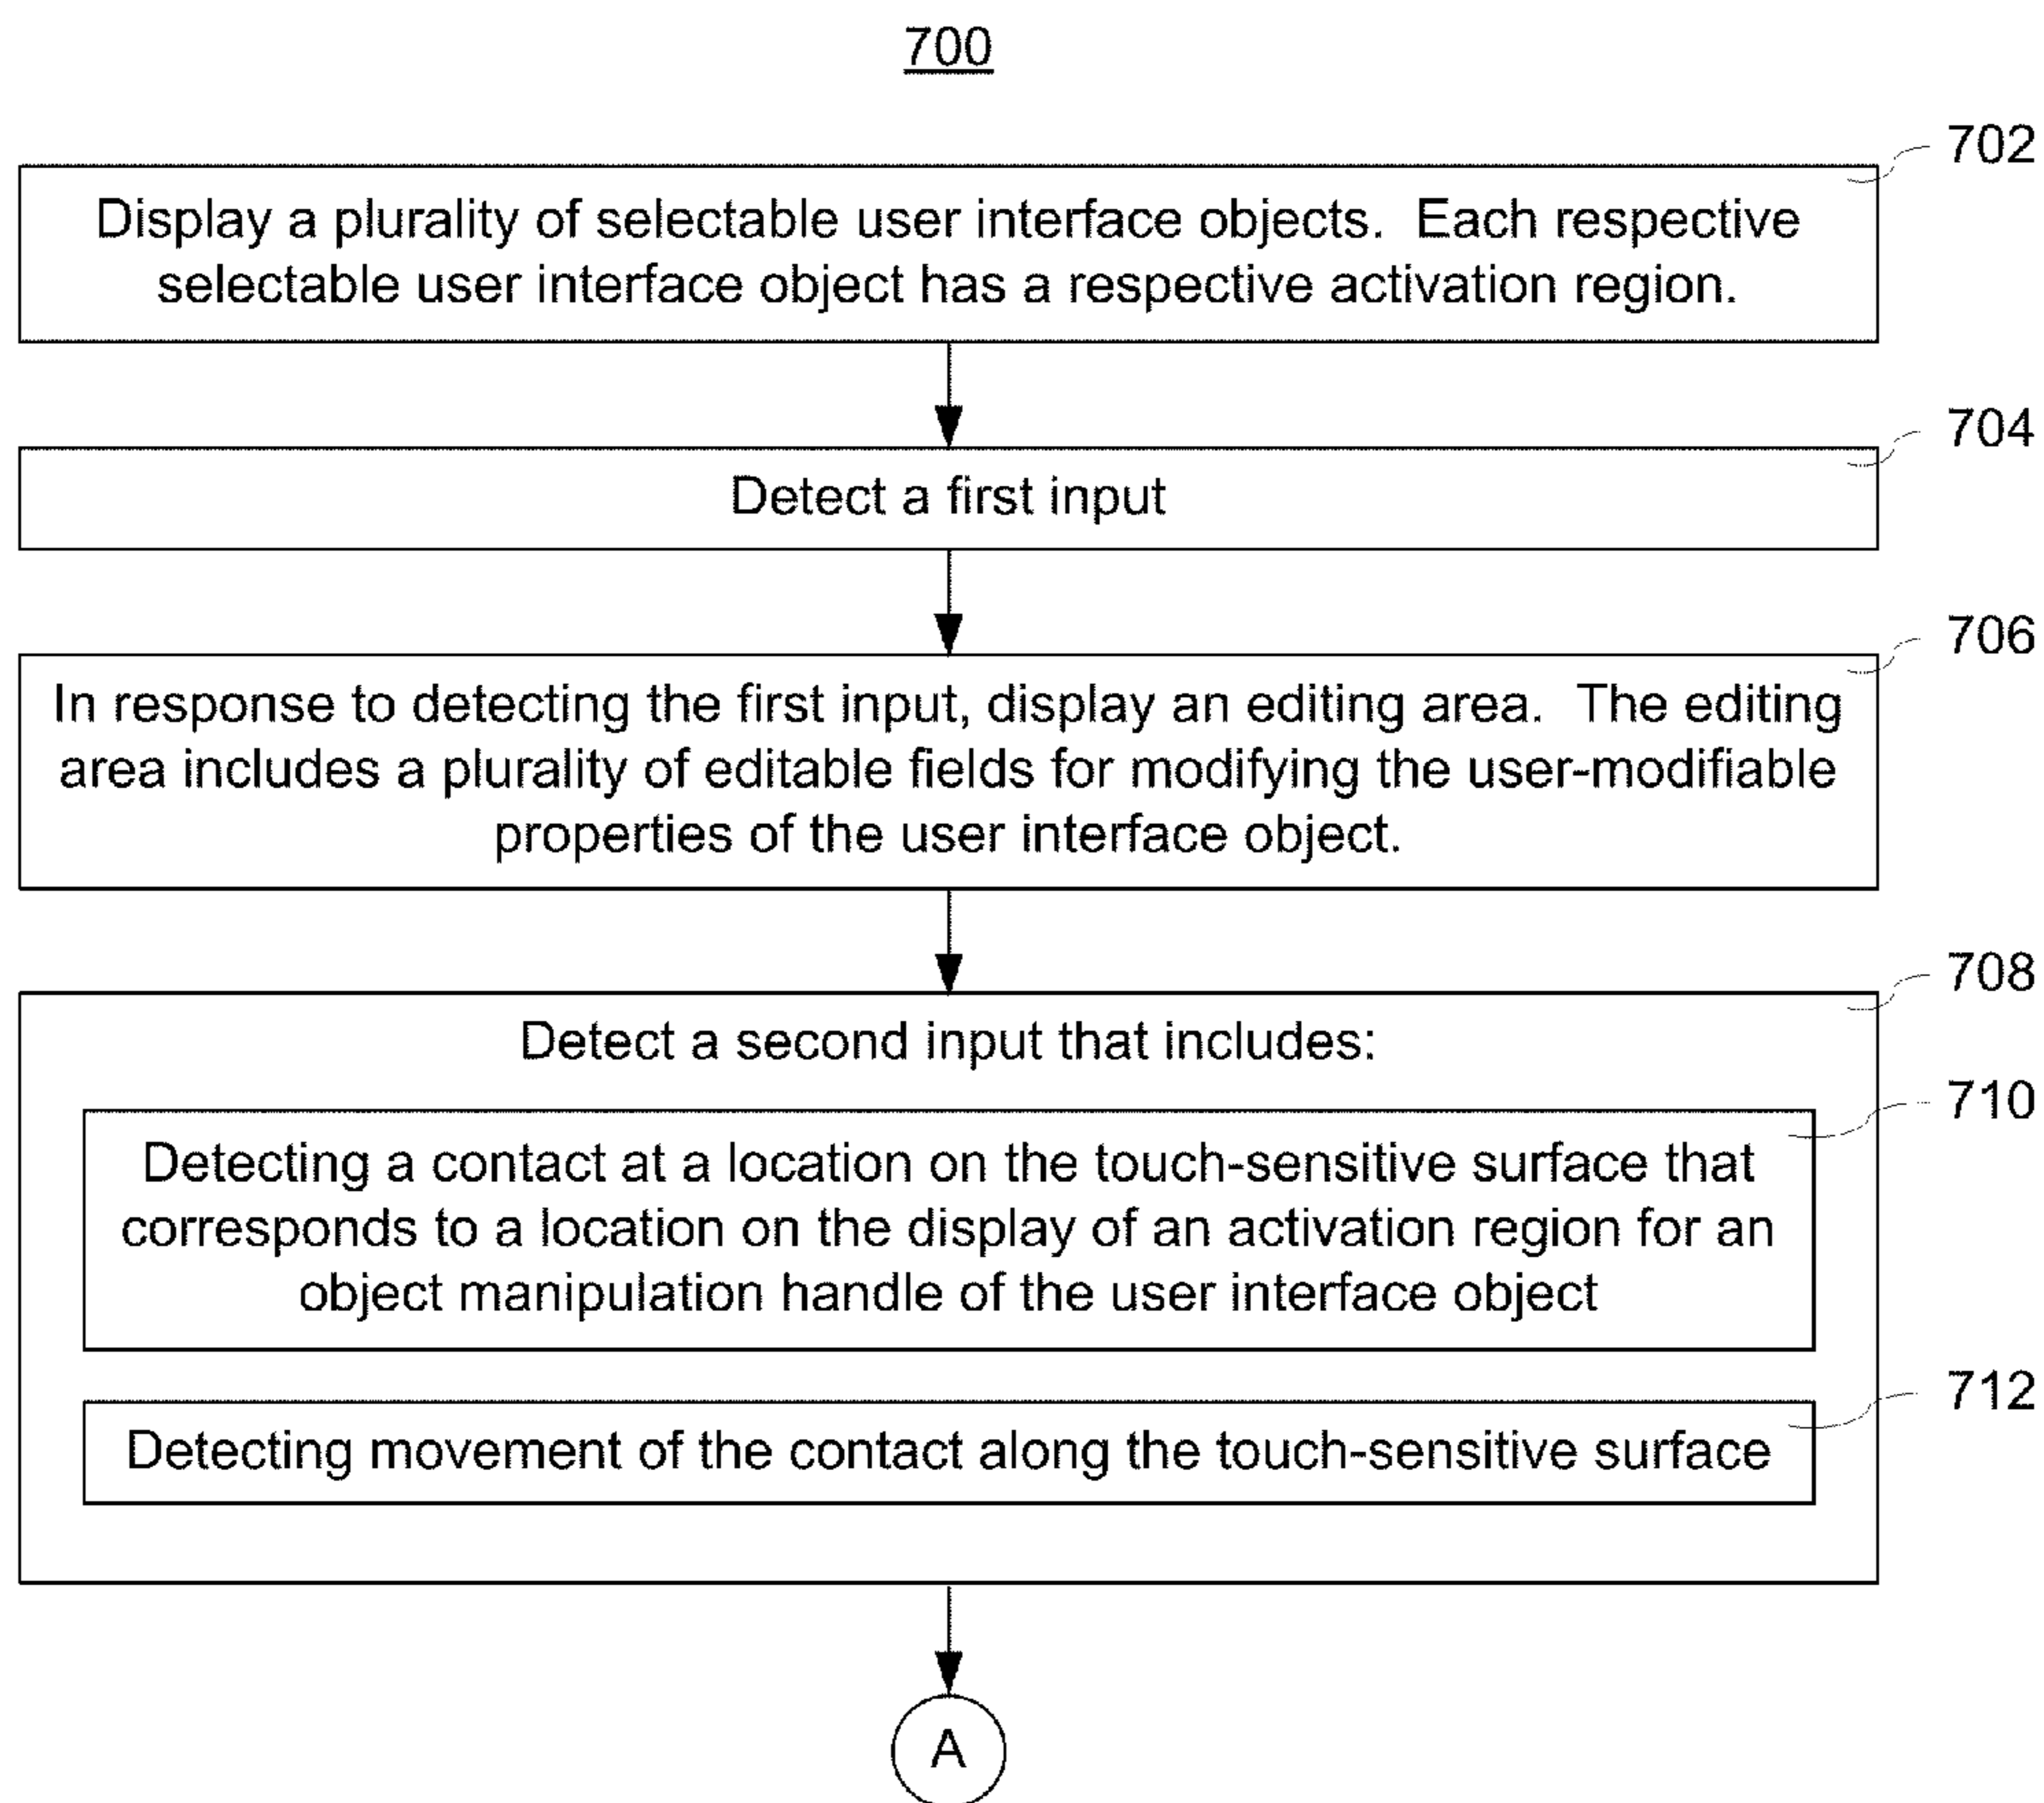 700
702
Display a plurality of selectable user interface objects.  Each respective
selectable user interface object has a respective activation region.
704
Detect a first input
706
In response to detecting the first input, display an editing area.  The editing
area includes a plurality of editable fields for modifying the user-modifiable
properties of the user interface object.
708
Detect a second input that includes:
710
Detecting a contact at a location on the touch-sensitive surface that
corresponds to a location on the display of an activation region for an
object manipulation handle of the user interface object
712
Detecting movement of the contact along the touch-sensitive surface
A